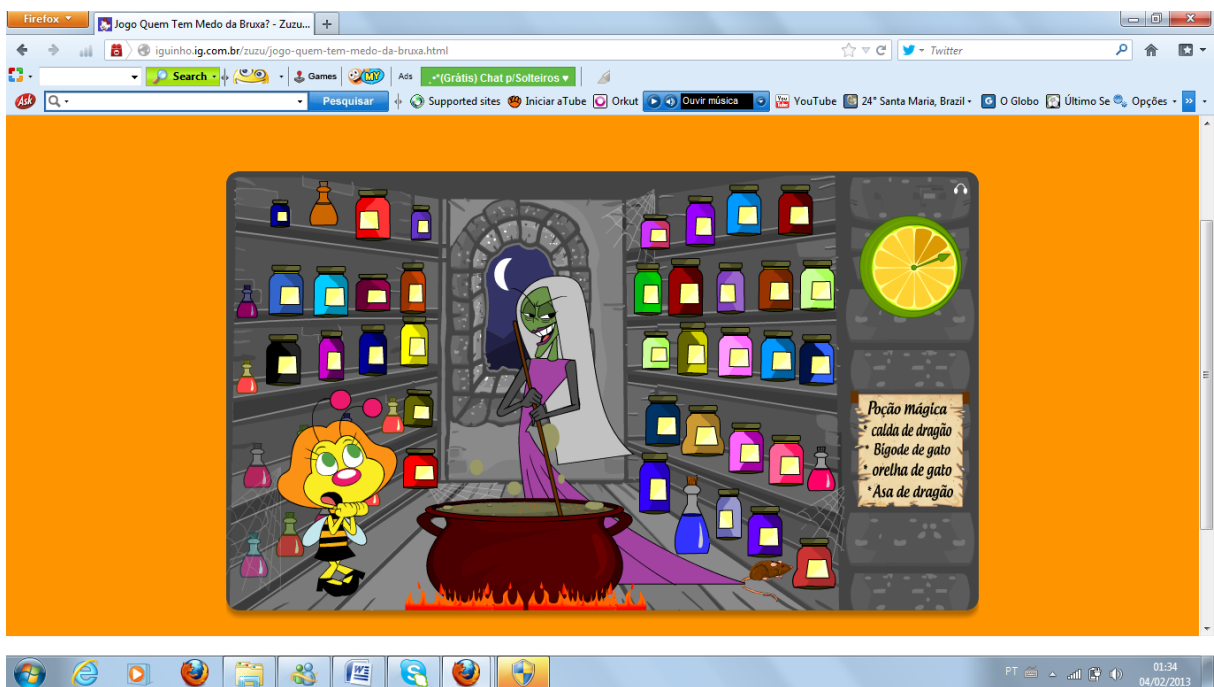 Firefox
Jogo Quem Tem Medo da Bruxa? - Zuzu...
iguinho.ig.com.br/zuzu/jogo-quem-tem-medo-da-bruxa.html
Twitter
Search
Games
MY
Ads
.•*(Grátis) Chat p/Solteiros ♥
Ask
Q
Pesquisar
Supported sites
Iniciar aTube
Orkut
Ouvir música
YouTube
24° Santa Maria, Brazil
O Globo
Último Se
Opções
Poção mágica
* calda de dragão
* Bigode de gato
* orelha de gato
*Asa de dragão
PT
01:34
04/02/2013